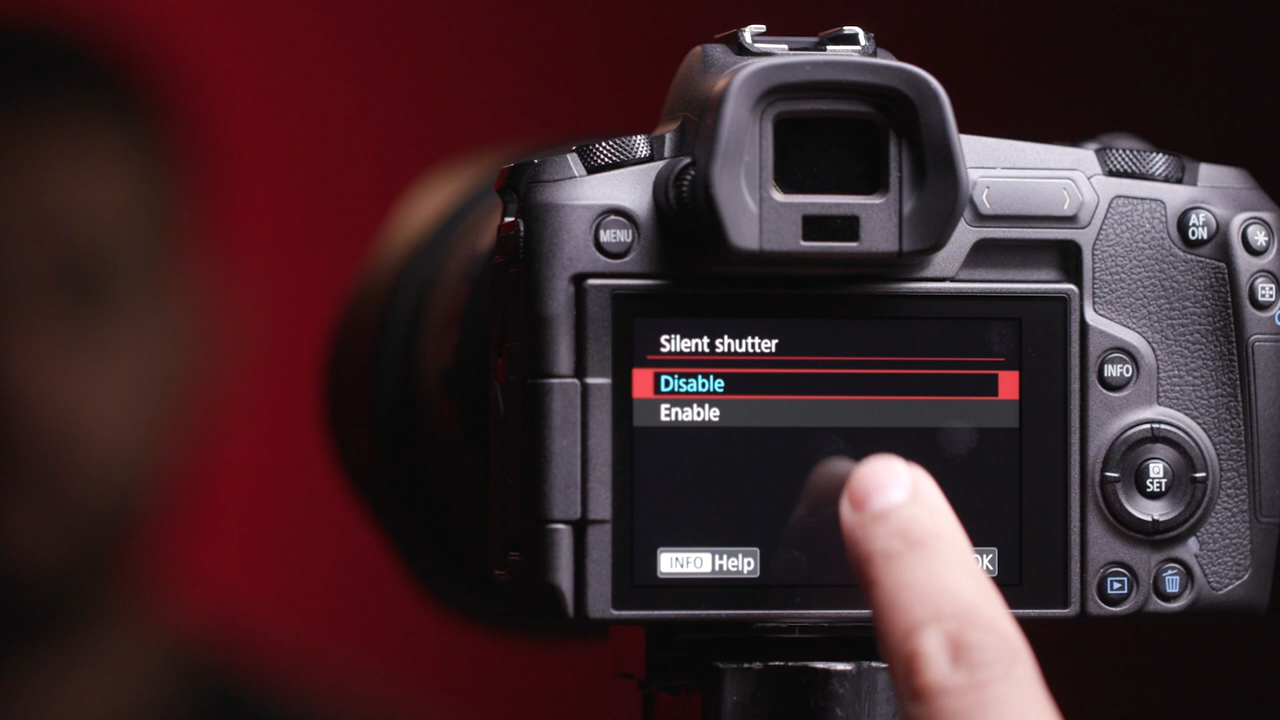 MENU
AF
ON
Silent shutter
Disable
Enable
INFO Help
OK
INFO
Q
SET